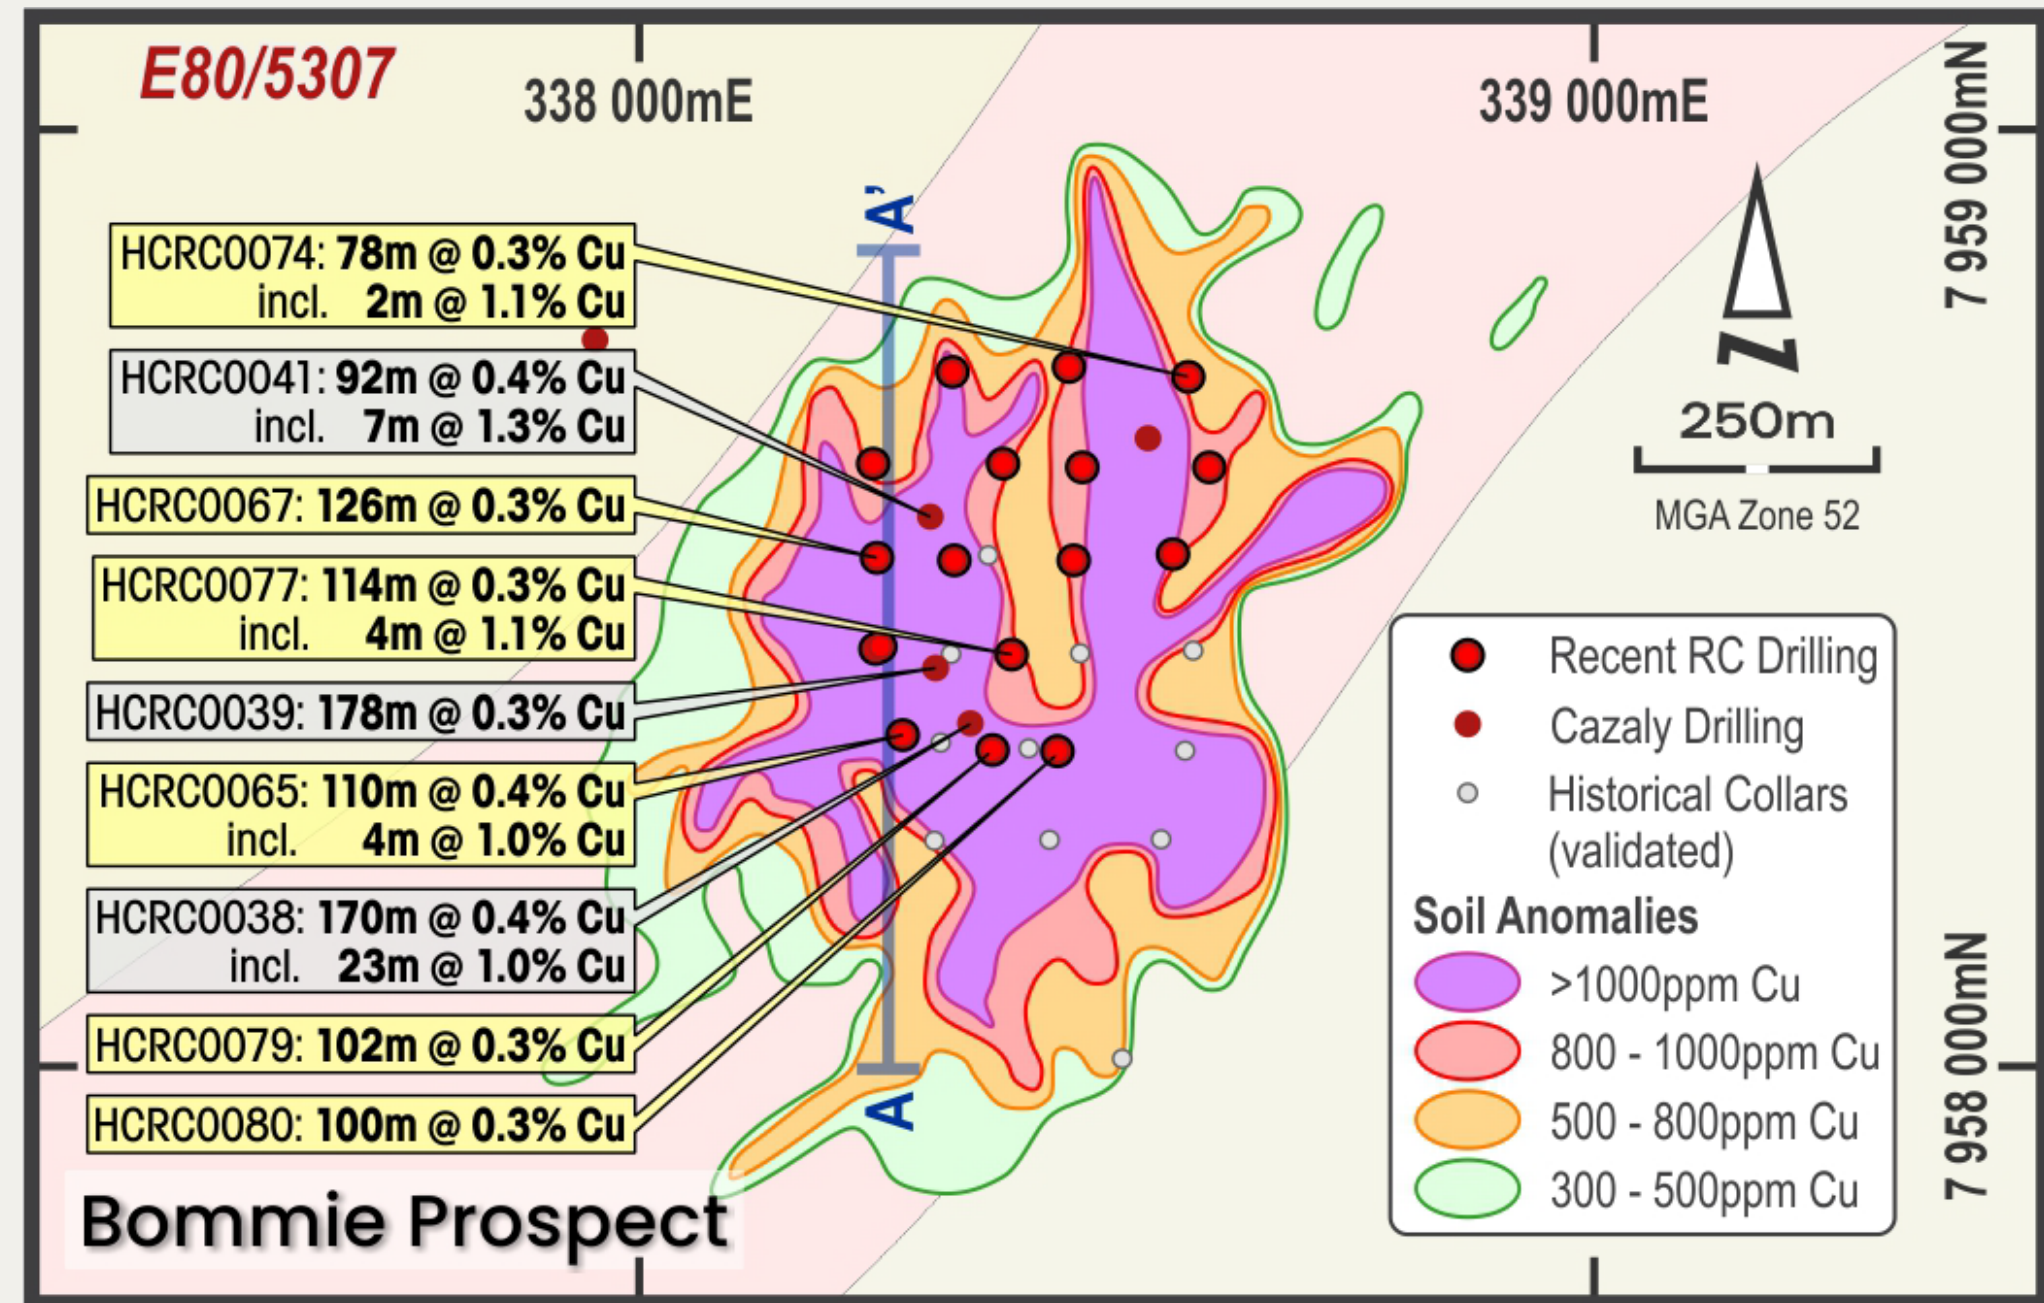 E80/5307
338 000mE
339 000mE
7 959 000mN
A'
HCRC0074: 78m @ 0.3% Cu
incl. 2m @ 1.1% Cu
HCRC0041: 92m @ 0.4% Cu
incl. 7m @ 1.3% Cu
HCRC0067: 126m @ 0.3% Cu
HCRC0077: 114m @ 0.3% Cu
incl. 4m @ 1.1% Cu
HCRC0039: 178m @ 0.3% Cu
HCRC0065: 110m @ 0.4% Cu
incl. 4m @ 1.0% Cu
HCRC0038: 170m @ 0.4% Cu
incl. 23m @ 1.0% Cu
HCRC0079: 102m @ 0.3% Cu
HCRC0080: 100m @ 0.3% Cu
A
Bommie Prospect
N
250m
MGA Zone 52
Recent RC Drilling
Cazaly Drilling
Historical Collars
(validated)
Soil Anomalies
>1000ppm Cu
800 - 1000ppm Cu
500 - 800ppm Cu
300 - 500ppm Cu
7 958 000mN